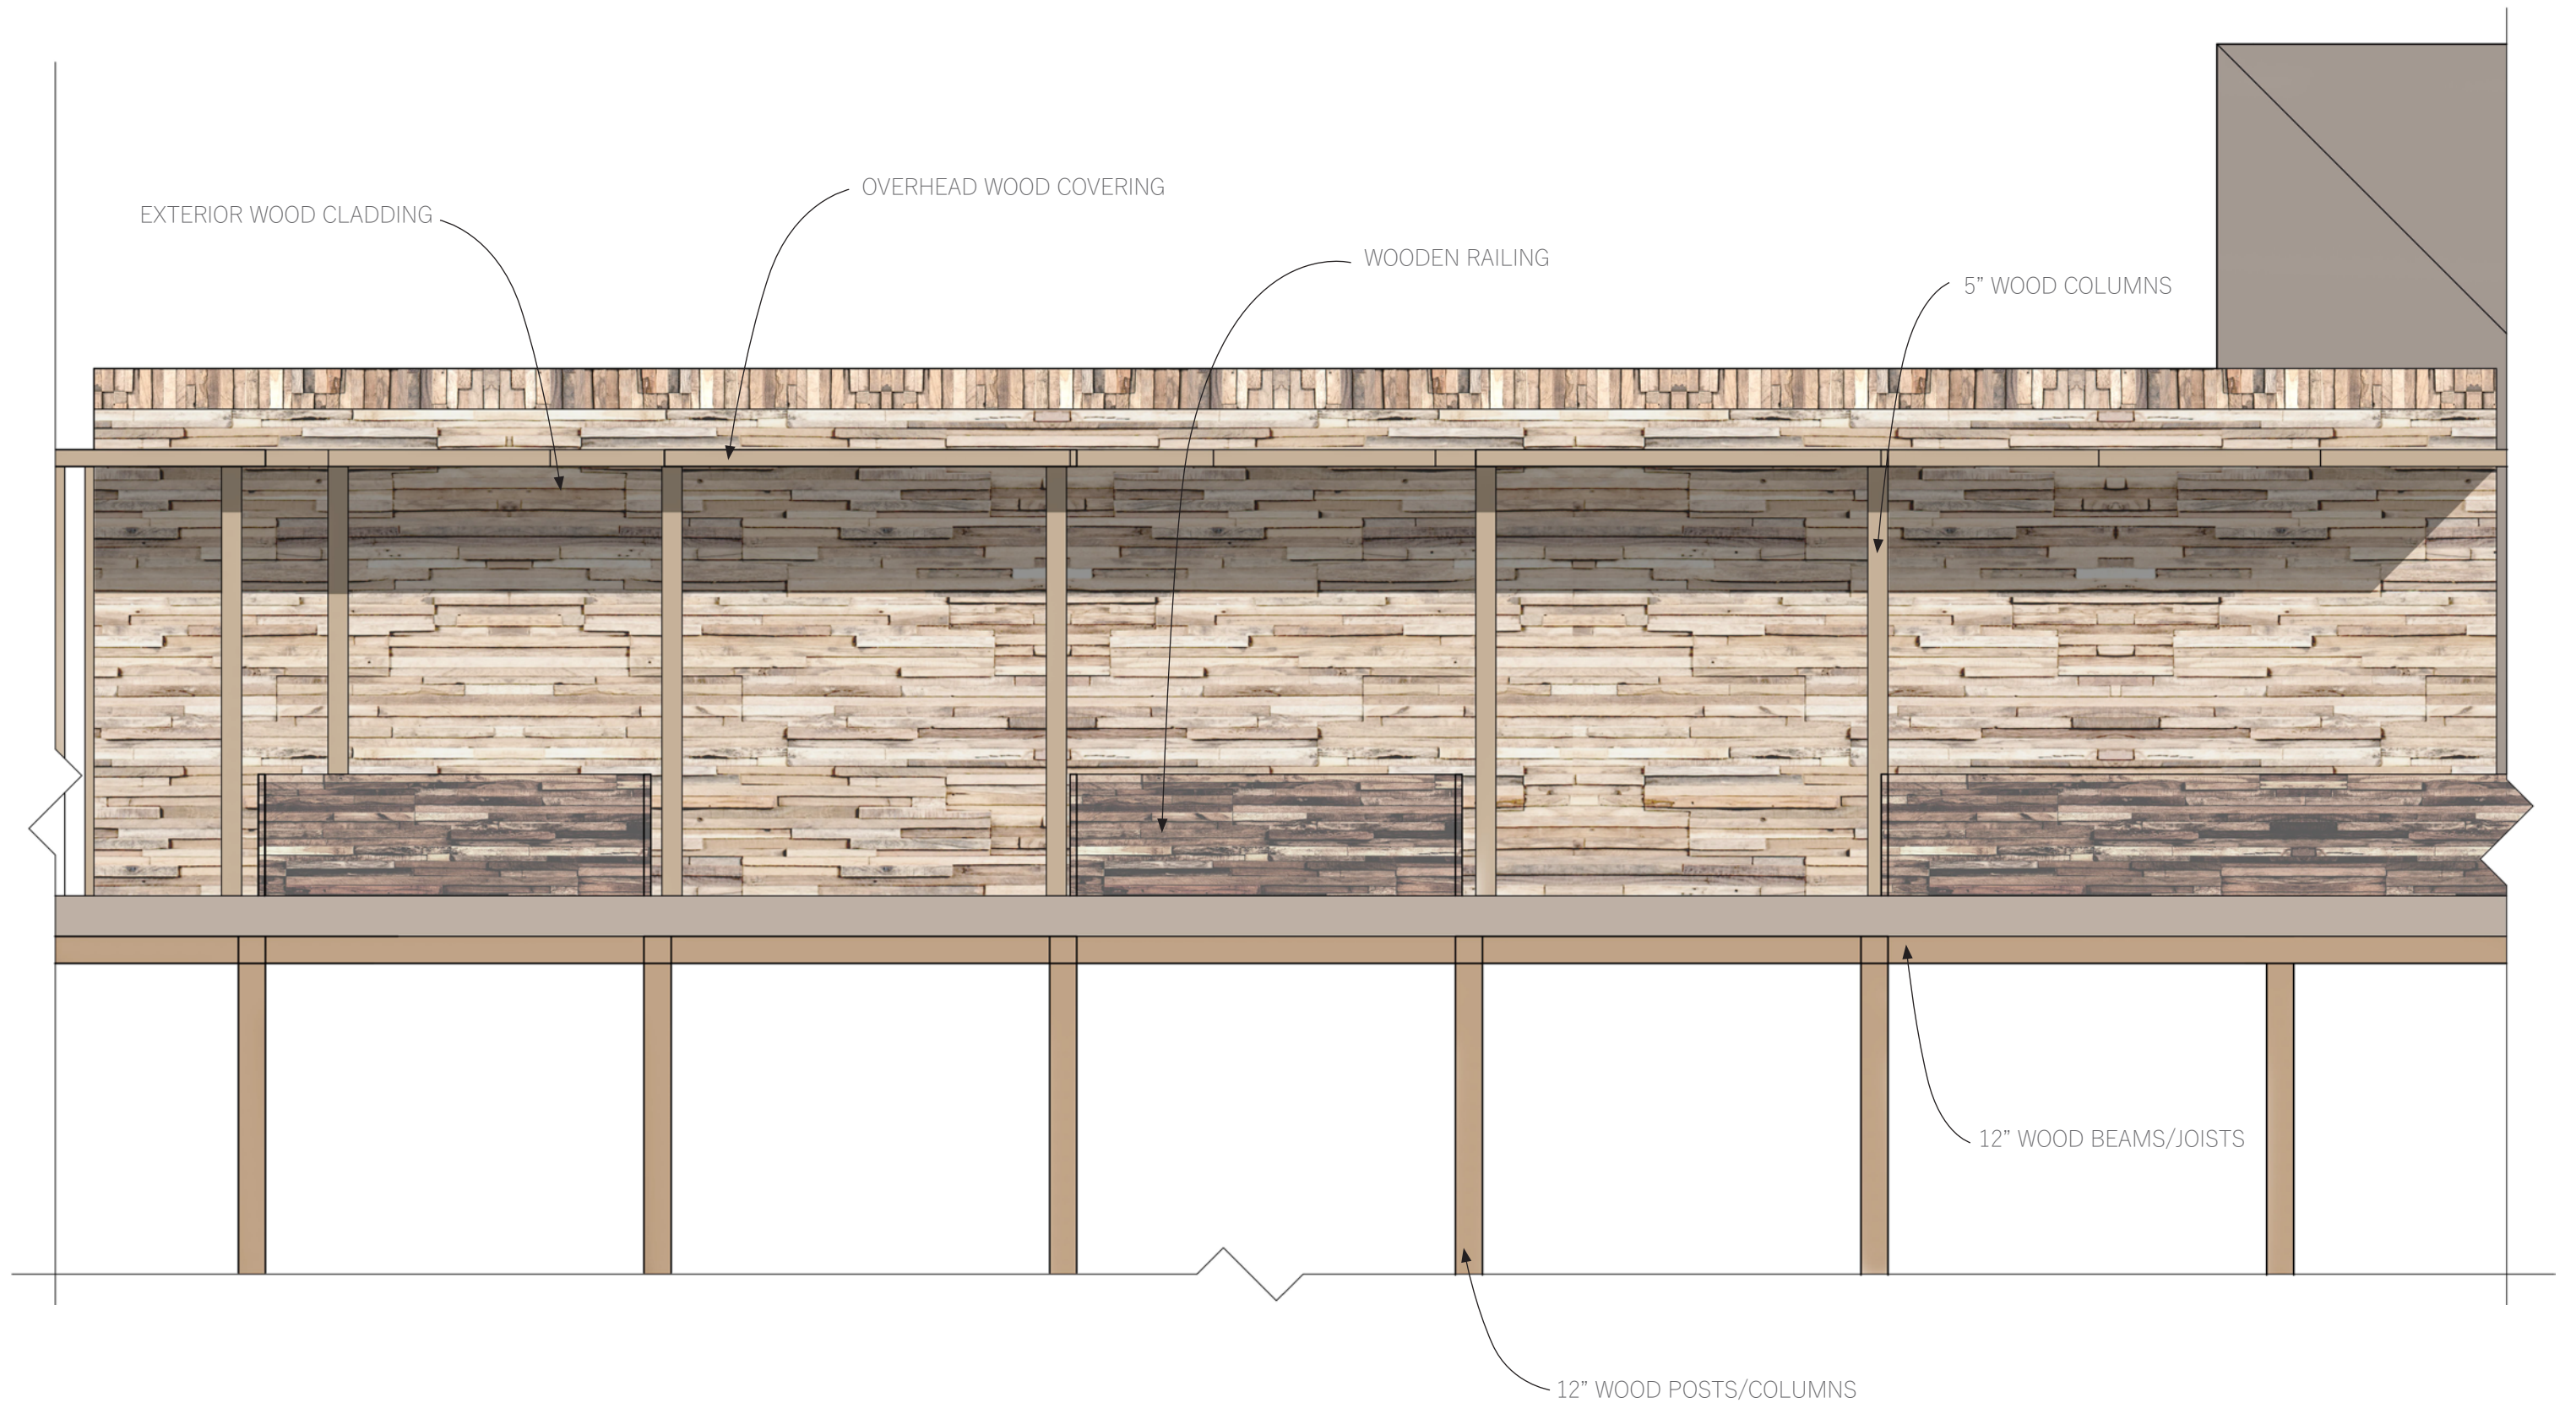 OVERHEAD WOOD COVERING
EXTERIOR WOOD CLADDING
WOODEN RAILING
5” WOOD COLUMNS
12” WOOD BEAMS/JOISTS
12” WOOD POSTS/COLUMNS